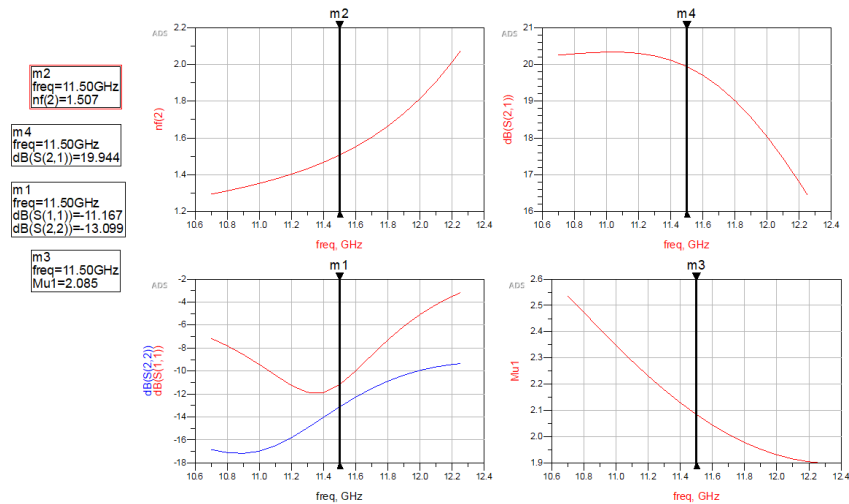 m2
freq=11.50GHz
nf(2)=1.507
m4
freq=11.50GHz
dB(S(2,1))=19.944
m1
freq=11.50GHz
dB(S(1,1))=-11.167
dB(S(2,2))=-13.099
m3
freq=11.50GHz
Mu1=2.085
m2
ADS
2.2
2.0
1.8
1.6
1.4
1.2
nf(2)
10.6 10.8 11.0 11.2 11.4 11.6 11.8 12.0 12.2 12.4
freq, GHz
m4
ADS
21
20
19
18
17
16
dB(S(2,1))
10.6 10.8 11.0 11.2 11.4 11.6 11.8 12.0 12.2 12.4
freq, GHz
m1
ADS
-2
-4
-6
-8
-10
-12
-14
-16
-18
dB(S(2,2))
dB(S(1,1))
10.6 10.8 11.0 11.2 11.4 11.6 11.8 12.0 12.2 12.4
freq, GHz
m3
ADS
2.6
2.5
2.4
2.3
2.2
2.1
2.0
1.9
Mu1
10.6 10.8 11.0 11.2 11.4 11.6 11.8 12.0 12.2 12.4
freq, GHz